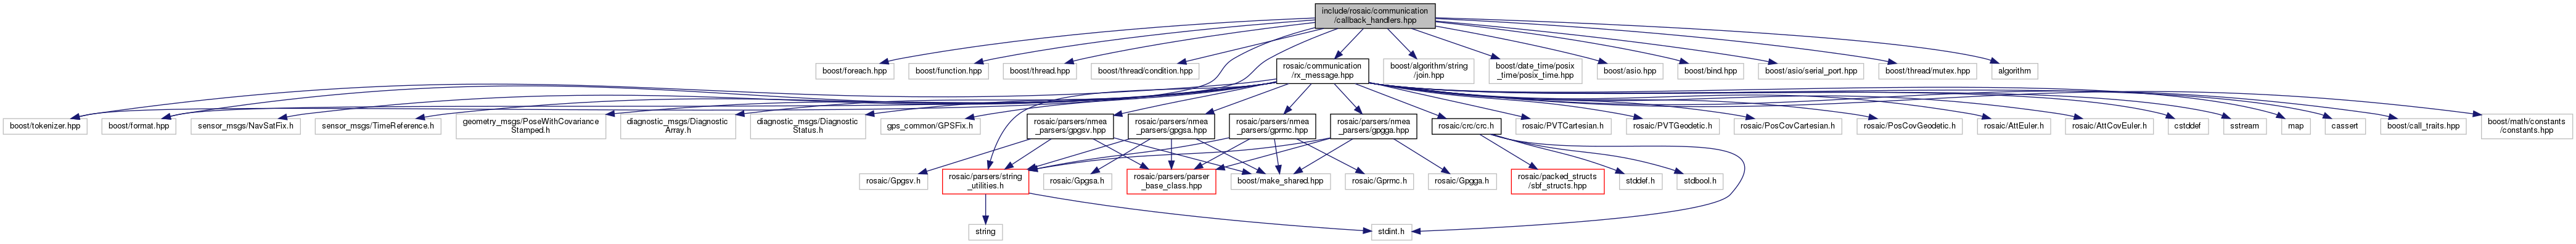 include/rosaic/communication
/callback_handlers.hpp
boost/foreach.hpp
boost/function.hpp
boost/thread.hpp
boost/thread/condition.hpp
rosaic/communication
/rx_message.hpp
boost/algorithm/string
/join.hpp
boost/date_time/posix
_time/posix_time.hpp
boost/asio.hpp
boost/bind.hpp
boost/asio/serial_port.hpp
boost/thread/mutex.hpp
algorithm
boost/tokenizer.hpp
boost/format.hpp
sensor_msgs/NavSatFix.h
sensor_msgs/TimeReference.h
geometry_msgs/PoseWithCovariance
Stamped.h
diagnostic_msgs/Diagnostic
Array.h
diagnostic_msgs/Diagnostic
Status.h
gps_common/GPSFix.h
rosaic/parsers/nmea
_parsers/gpgsv.hpp
rosaic/parsers/nmea
_parsers/gpgsa.hpp
rosaic/parsers/nmea
_parsers/gprmc.hpp
rosaic/parsers/nmea
_parsers/gpgga.hpp
rosaic/crc/crc.h
rosaic/PVTCartesian.h
rosaic/PVTGeodetic.h
rosaic/PosCovCartesian.h
rosaic/PosCovGeodetic.h
rosaic/AttEuler.h
rosaic/AttCovEuler.h
cstddef
sstream
map
cassert
boost/call_traits.hpp
boost/math/constants
/constants.hpp
rosaic/Gpgsv.h
rosaic/parsers/string
_utilities.h
rosaic/Gpgsa.h
rosaic/parsers/parser
_base_class.hpp
boost/make_shared.hpp
rosaic/Gprmc.h
rosaic/Gpgga.h
rosaic/packed_structs
/sbf_structs.hpp
stddef.h
stdbool.h
string
stdint.h